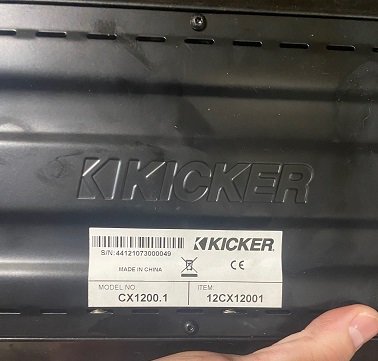 KICKER
S/N: 44121073000049
KICKER
MADE IN CHINA
CE
MODEL NO.
ITEM:
CX1200.1
12CX12001